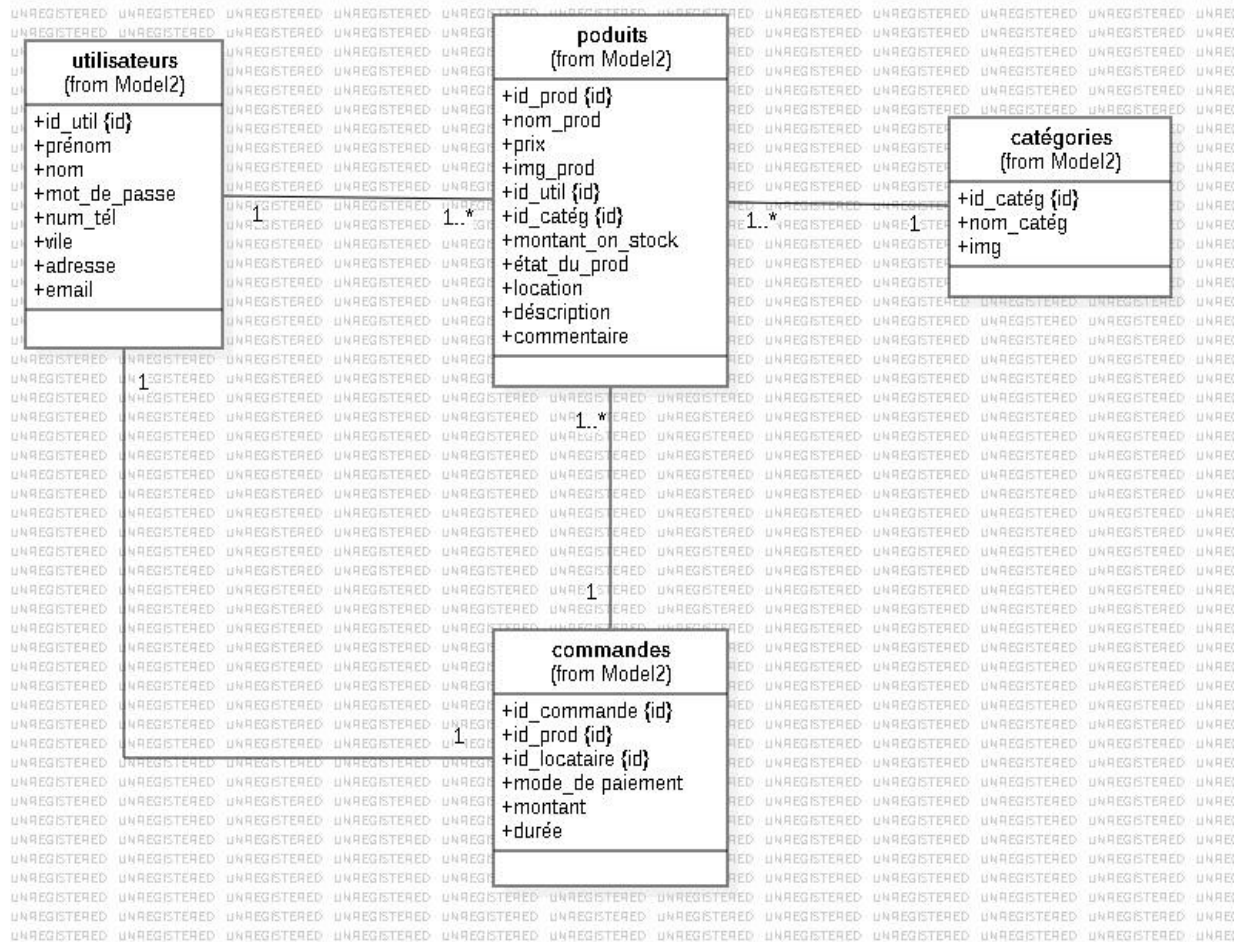 utilisateurs
(from Model2)
+id_util {id}
+prénom
+nom
+mot_de_passe
+num_tél
+vile
+adresse
+email
poduits
(from Model2)
+id_prod {id}
+nom_prod
+prix
+img_prod
+id_util {id}
+id_catég {id}
+montant_on_stock
+état_du_prod
+location
+déscription
+commentaire
catégories
(from Model2)
+id_catég {id}
+nom_catég
+img
1
1..*
1..*
1
1
1..*
1
1
commandes
(from Model2)
+id_commande {id}
+id_prod {id}
+id_locataire {id}
+mode_de paiement
+montant
+durée
UNREGISTERED